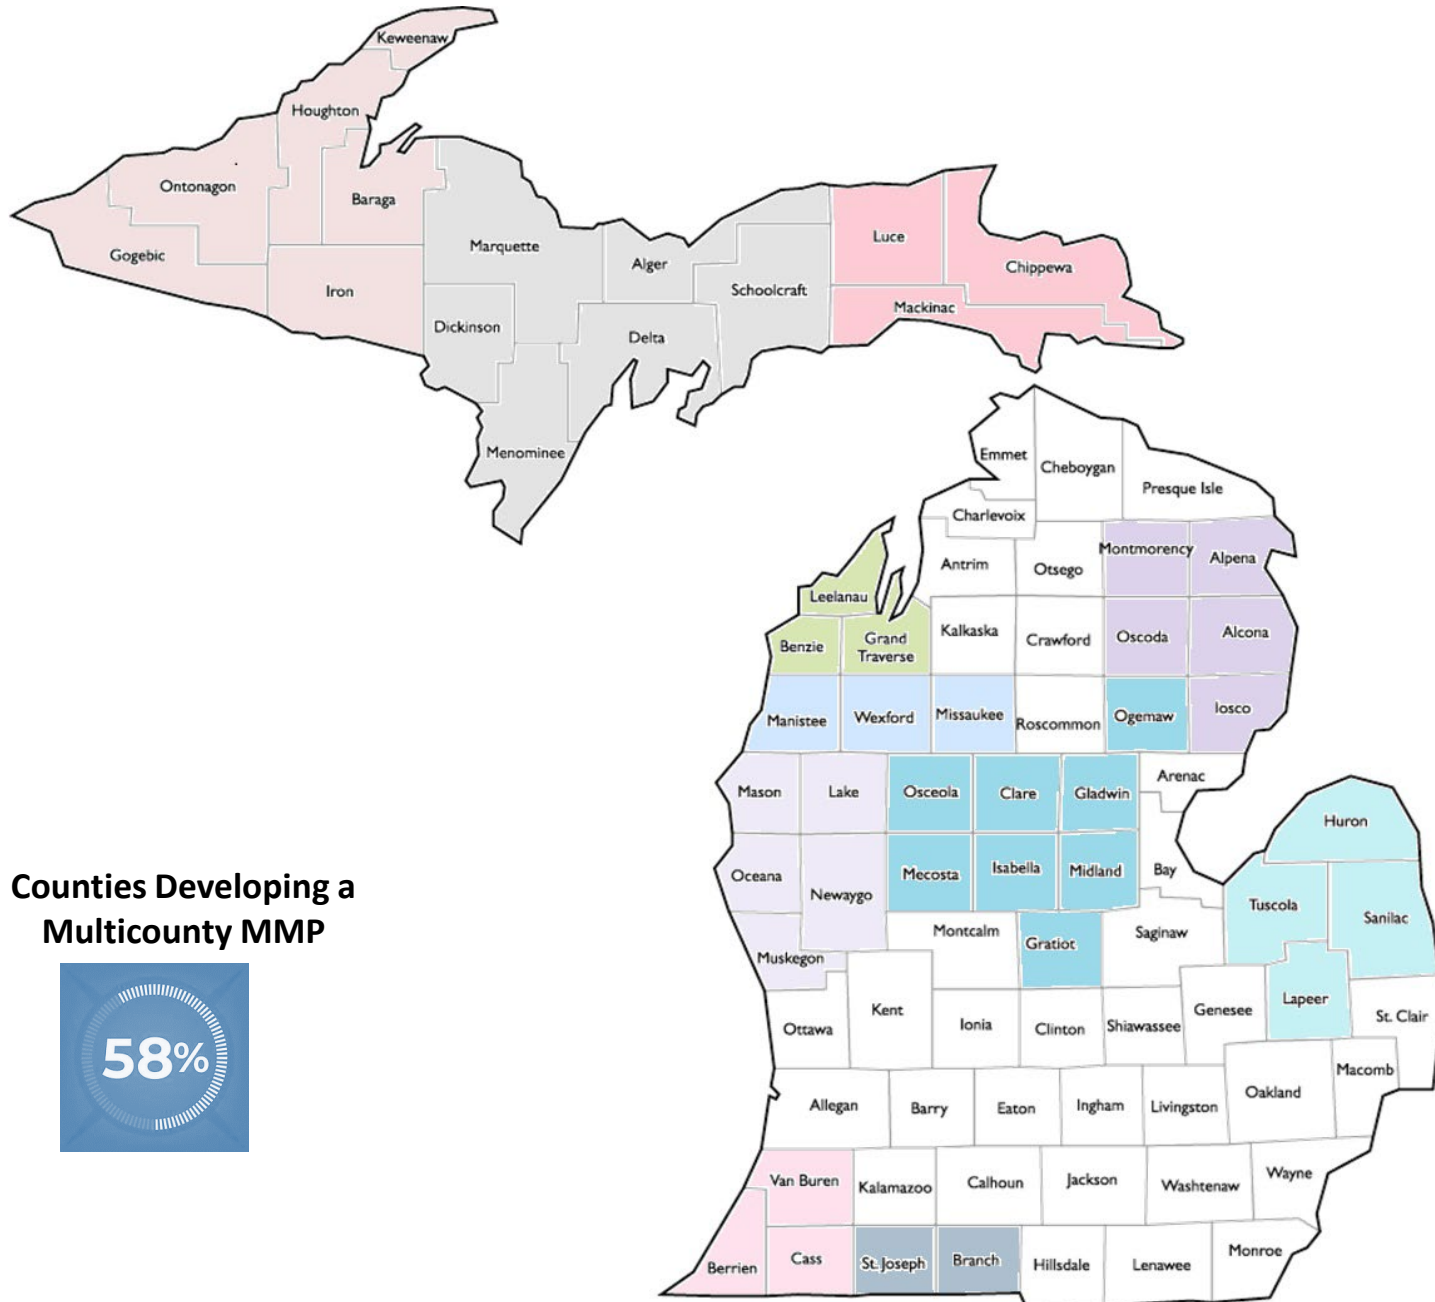 Keweenaw
Houghton
Ontonagon
Baraga
Gogebic
Iron
Marquette
Alger
Luce
Chippewa
Schoolcraft
Mackinac
Dickinson
Delta
Menominee
Emmet
Cheboygan
Presque Isle
Charlevoix
Montmorency
Alpena
Antrim
Otsego
Leelanau
Benzie
Grand
Traverse
Kalkaska
Crawford
Oscoda
Alcona
Manistee
Wexford
Missaukee
Roscommon
Ogemaw
Iosco
Mason
Lake
Osceola
Clare
Gladwin
Arenac
Huron
Oceana
Newaygo
Mecosta
Isabella
Midland
Bay
Tuscola
Sanilac
Counties Developing a
Multicounty MMP
58%
Muskegon
Montcalm
Gratiot
Saginaw
Lapeer
Ottawa
Kent
Ionia
Clinton
Shiawassee
Genesee
St. Clair
Allegan
Barry
Eaton
Ingham
Livingston
Oakland
Macomb
Van Buren
Kalamazoo
Calhoun
Jackson
Washtenaw
Wayne
Berrien
Cass
St. Joseph
Branch
Hillsdale
Lenawee
Monroe